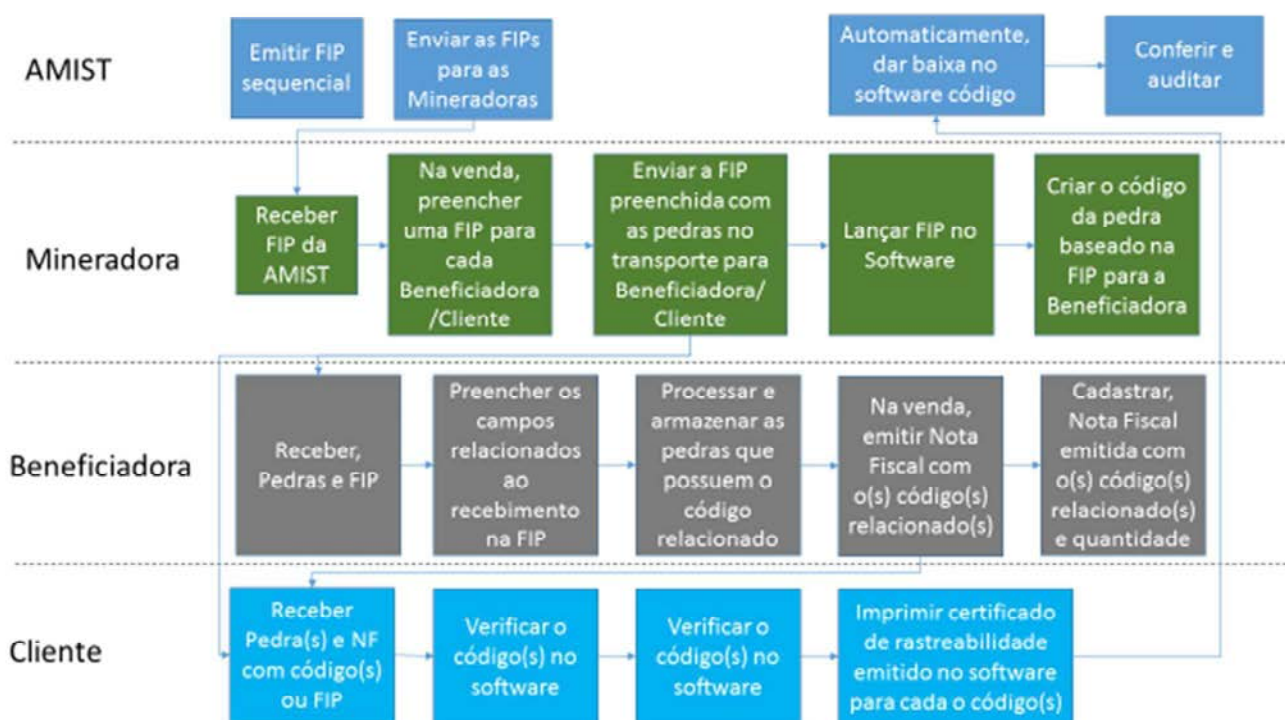 AMIST
Emitir FIP
sequencial
Enviar as FIPs
para as
Mineradoras
Automaticamente,
dar baixa no
software código
Conferir e
auditar
Mineradora
Receber
FIP da
AMIST
Na venda,
preencher
uma FIP para
cada
Beneficiadora
/Cliente
Enviar a FIP
preenchida com
as pedras no
transporte para
Beneficiadora/
Cliente
Lançar FIP no
Software
Criar o código
da pedra
baseado na
FIP para a
Beneficiadora
Beneficiadora
Receber,
Pedras e FIP
Preencher os
campos
relacionados
ao
recebimento
na FIP
Processar e
armazenar as
pedras que
possuem o
código
relacionado
Na venda,
emitir Nota
Fiscal com
o(s) código(s)
relacionado(s)
Cadastrar,
Nota Fiscal
emitida com
o(s) código(s)
relacionado(s)
e quantidade
Cliente
Receber
Pedra(s) e NF
com código(s)
ou FIP
Verificar o
código(s) no
software
Verificar o
código(s) no
software
Imprimir certificado
de rastreabilidade
emitido no software
para cada o código(s)